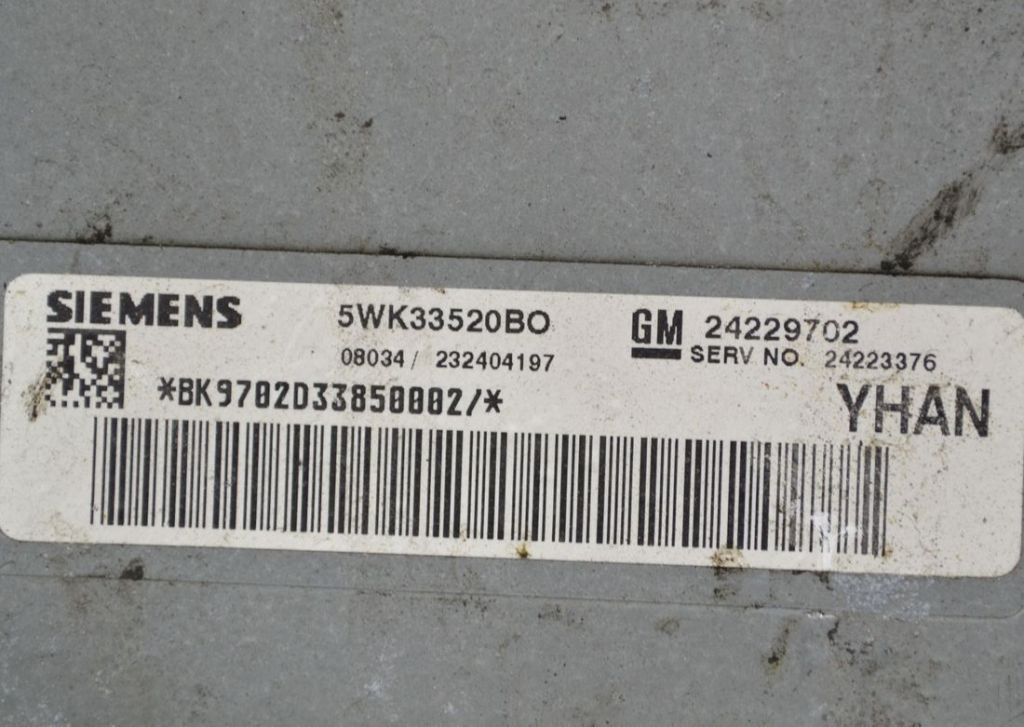 SIEMENS 5WK33520BO GM 24229702
08034 / 232404197 SERV NO. 24223376
*BK9702D33850002/* YHAN